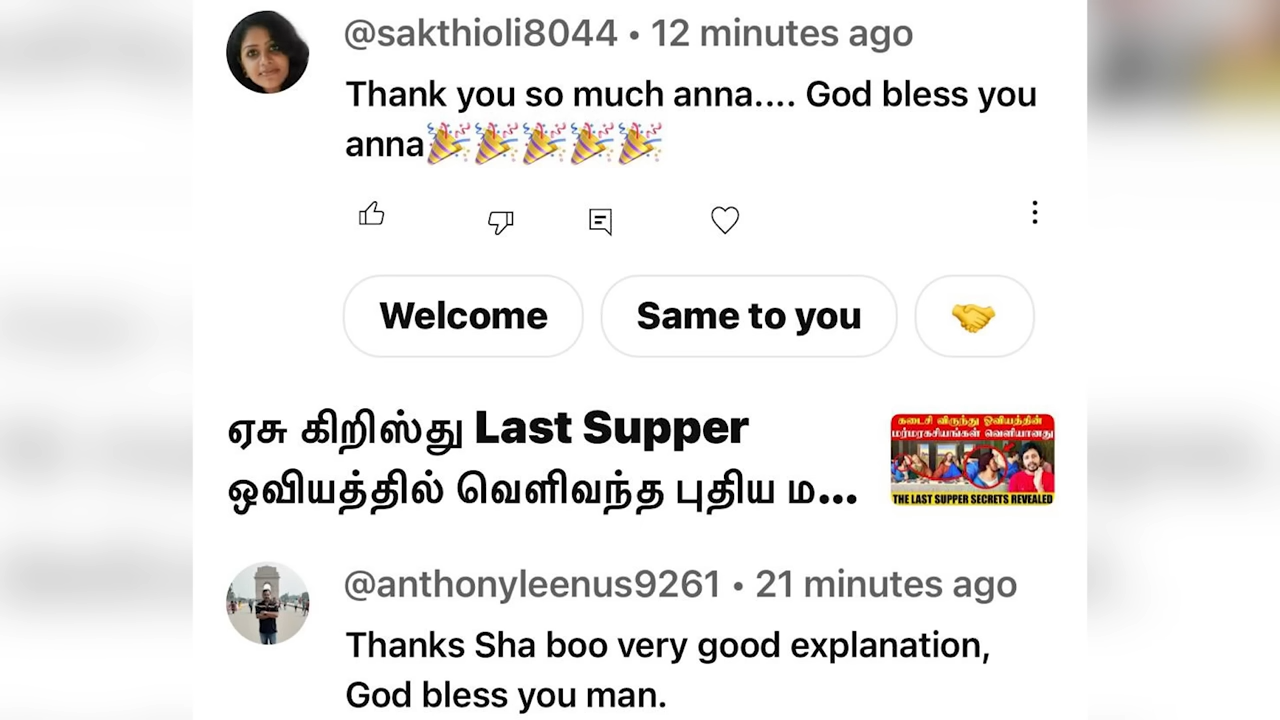 @sakthioli8044 • 12 minutes ago
Thank you so much anna.... God bless you
anna🎉🎉🎉🎉🎉
Welcome
Same to you
🤝
ஏசு கிறிஸ்து Last Supper
ஒவியத்தில் வெளிவந்த புதிய ம...
கடைசி விருந்து ஓவியத்தின்
மர்மரகசியங்கள் வெளியானது
THE LAST SUPPER SECRETS REVEALED
@anthonyleenus9261 • 21 minutes ago
Thanks Sha boo very good explanation,
God bless you man.